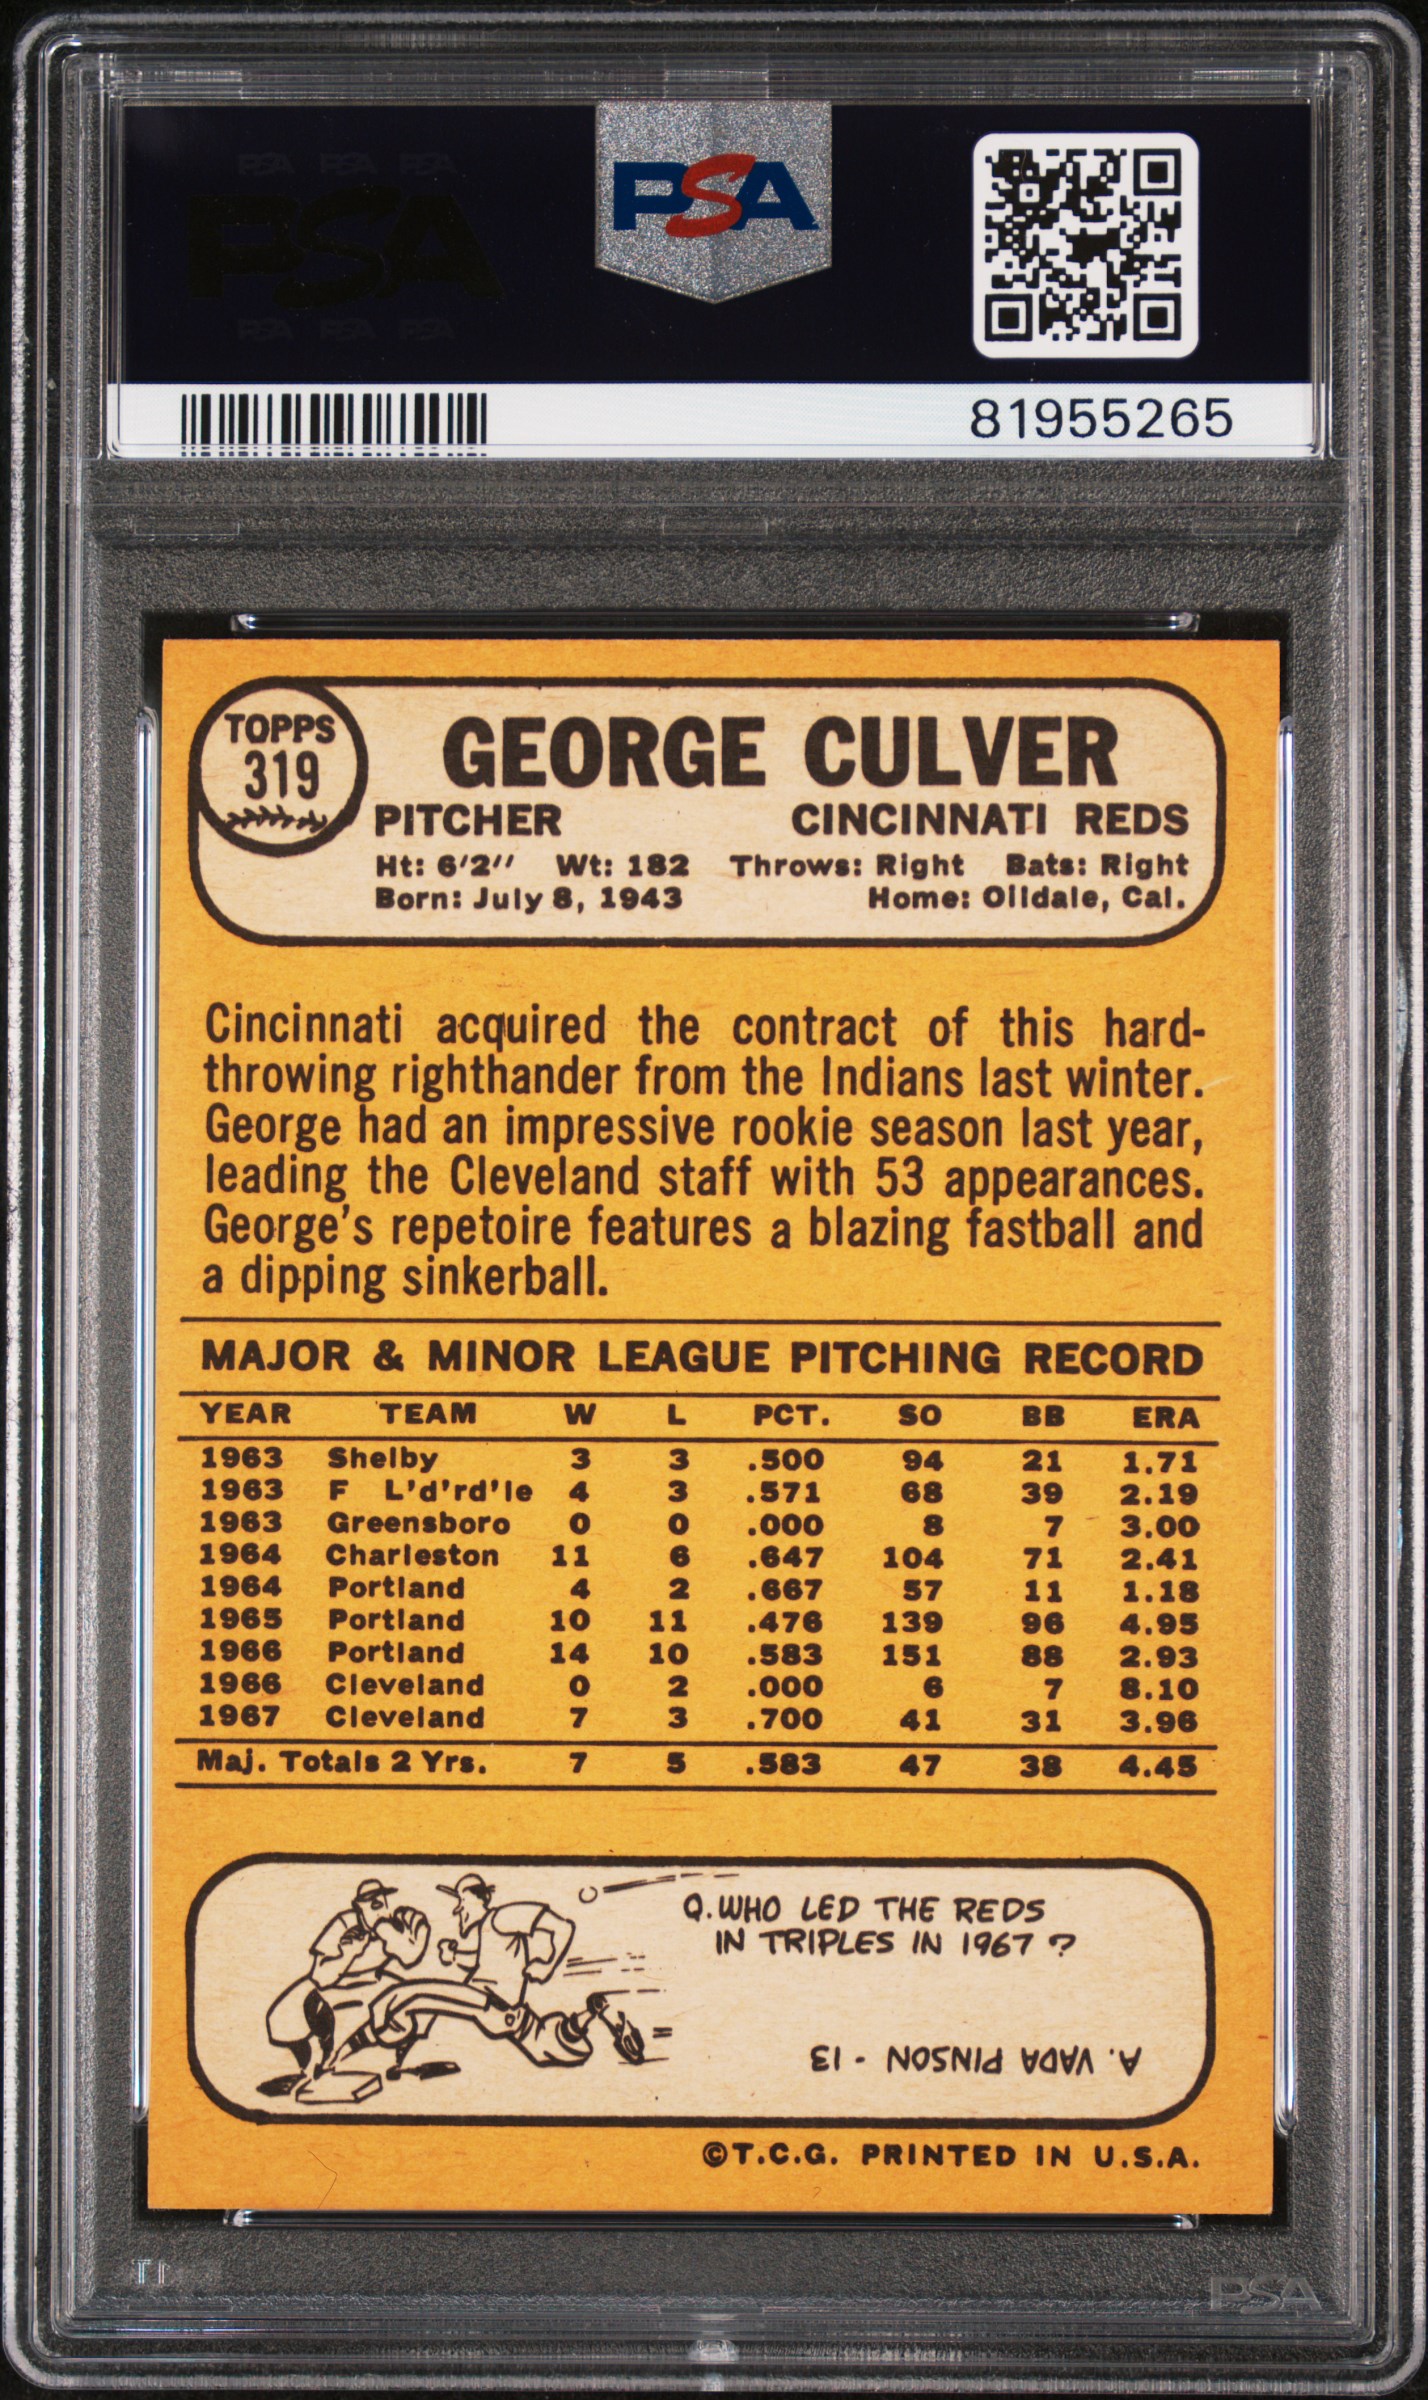 PSA PSA PSA
PSA
PSA PSA PSA
PSA
81955265
TOPPS
319
GEORGE CULVER
PITCHER CINCINNATI REDS
Ht: 6'2'' Wt: 182 Throws: Right Bats: Right
Born: July 8, 1943 Home: Oildale, Cal.
Cincinnati acquired the contract of this hard-
throwing righthander from the Indians last winter.
George had an impressive rookie season last year,
leading the Cleveland staff with 53 appearances.
George's repetoire features a blazing fastball and
a dipping sinkerball.
MAJOR & MINOR LEAGUE PITCHING RECORD
YEAR TEAM W L PCT. SO BB ERA
1963 Shelby 3 3 .500 94 21 1.71
1963 F L'd'rd'le 4 3 .571 68 39 2.19
1963 Greensboro 0 0 .000 8 7 3.00
1964 Charleston 11 6 .647 104 71 2.41
1964 Portland 4 2 .667 57 11 1.18
1965 Portland 10 11 .476 139 96 4.95
1966 Portland 14 10 .583 151 88 2.93
1966 Cleveland 0 2 .000 6 7 8.10
1967 Cleveland 7 3 .700 41 31 3.96
Maj. Totals 2 Yrs. 7 5 .583 47 38 4.45
Q. WHO LED THE REDS
IN TRIPLES IN 1967?
A. VADA PINSON - 13
©T.C.G. PRINTED IN U.S.A.
PSA